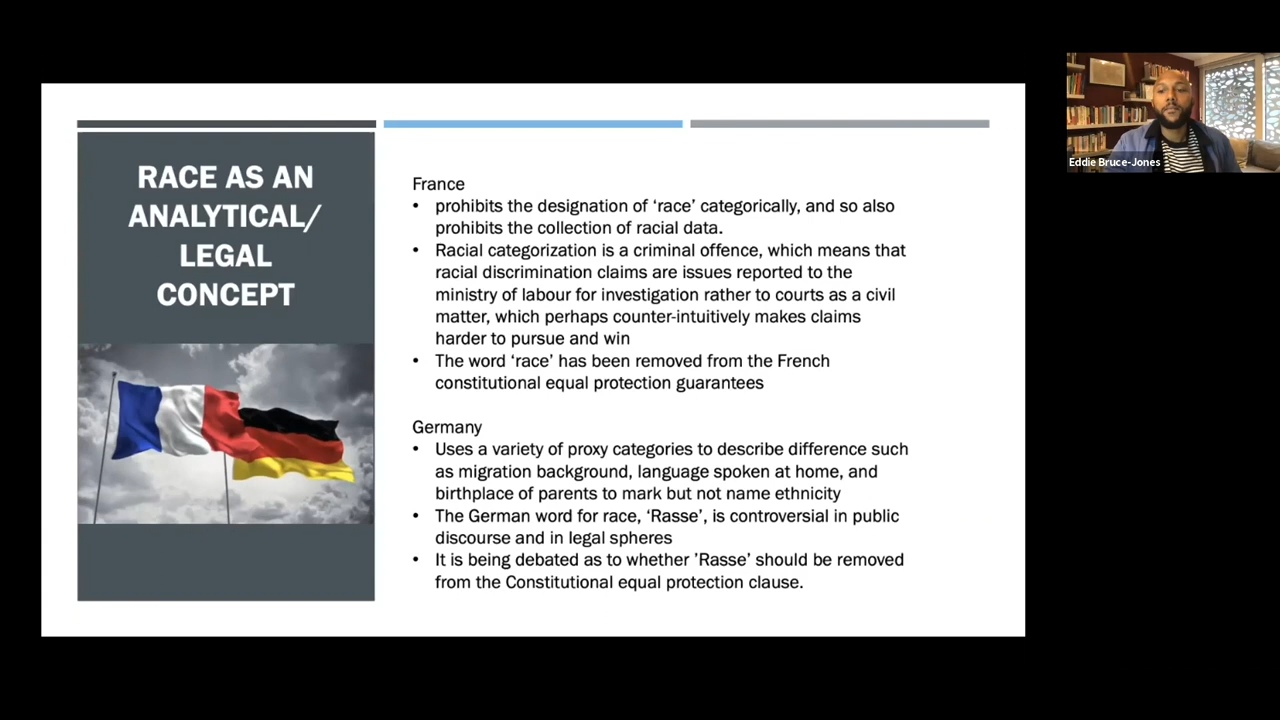 RACE AS AN
ANALYTICAL/
LEGAL
CONCEPT
France
• prohibits the designation of ‘race’ categorically, and so also
prohibits the collection of racial data.
• Racial categorization is a criminal offence, which means that
racial discrimination claims are issues reported to the
ministry of labour for investigation rather to courts as a civil
matter, which perhaps counter-intuitively makes claims
harder to pursue and win
• The word ‘race’ has been removed from the French
constitutional equal protection guarantees
Germany
• Uses a variety of proxy categories to describe difference such
as migration background, language spoken at home, and
birthplace of parents to mark but not name ethnicity
• The German word for race, ‘Rasse’, is controversial in public
discourse and in legal spheres
• It is being debated as to whether ’Rasse’ should be removed
from the Constitutional equal protection clause.
Eddie Bruce-Jones